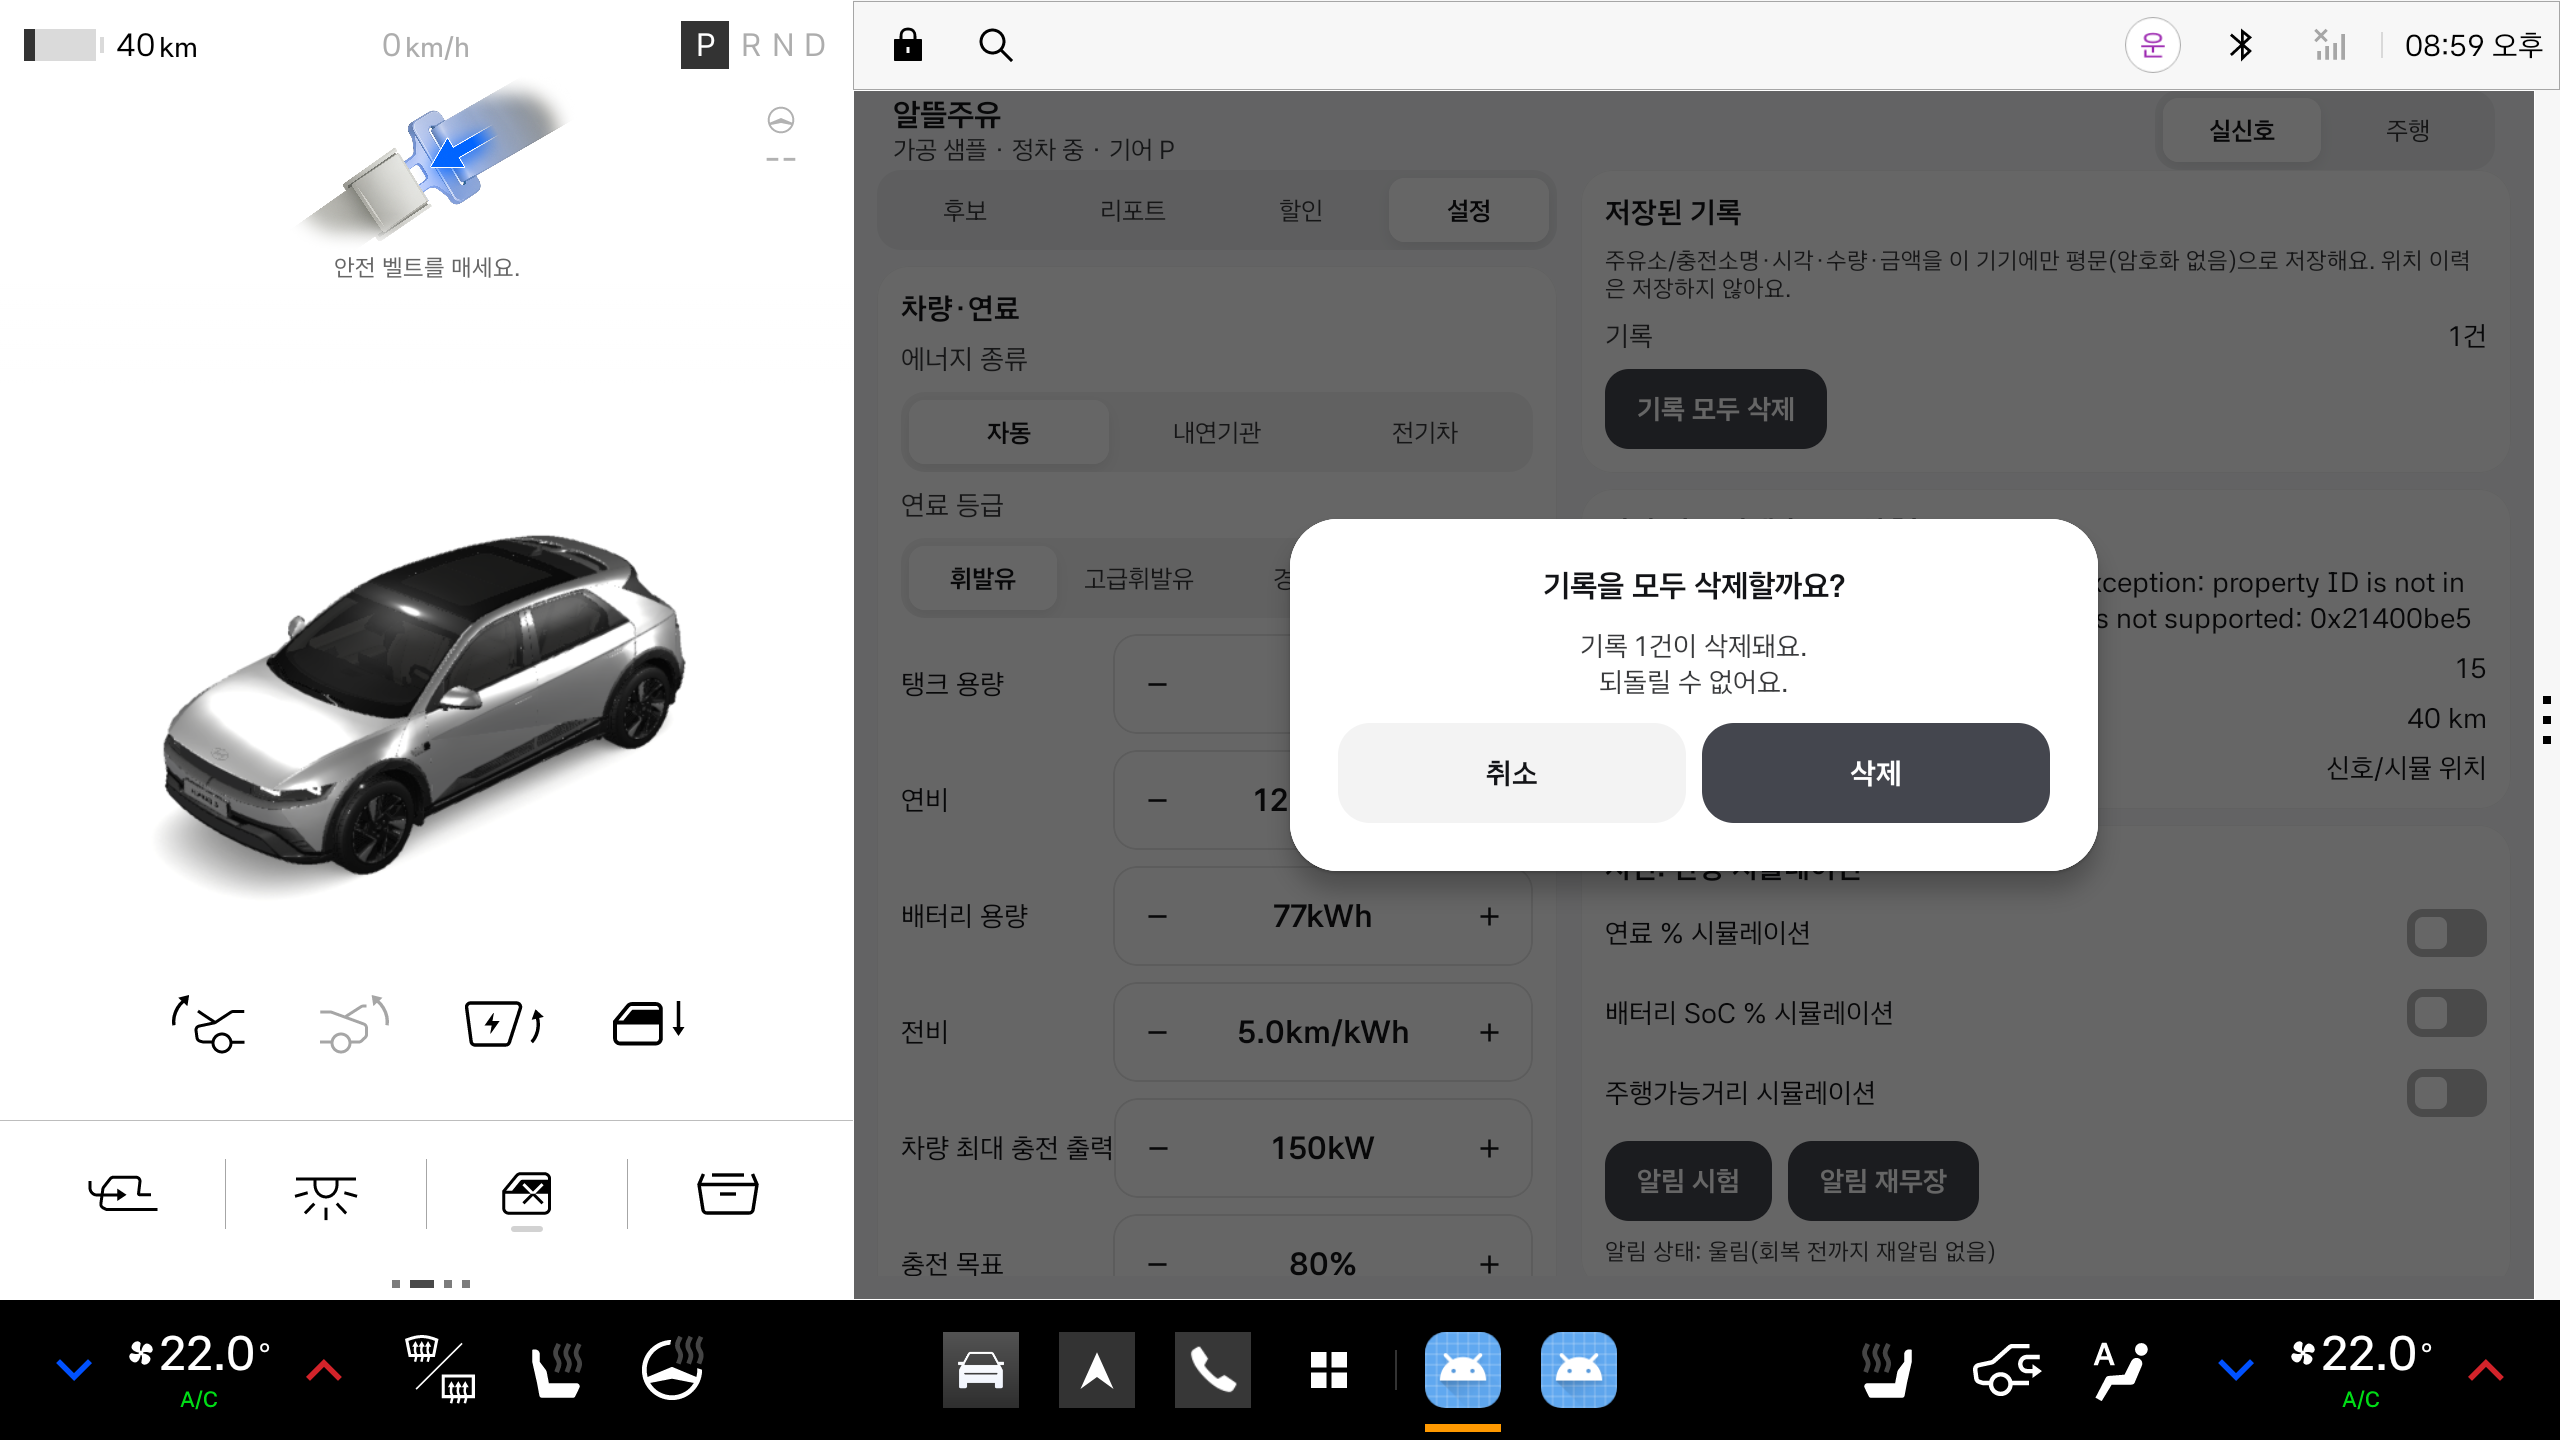 40 km
0 km/h
P R N D
안전 벨트를 매세요.
운
08:59 오후
알뜰주유
가공 샘플 · 정차 중 · 기어 P
실신호
주행
후보
리포트
할인
설정
차량·연료
에너지 종류
자동
내연기관
전기차
연료 등급
휘발유
고급휘발유
탱크 용량
−
연비
− 12
배터리 용량
− 77kWh +
전비
− 5.0km/kWh +
차량 최대 충전 출력
− 150kW +
충전 목표
− 80% +
저장된 기록
주유소/충전소명·시각·수량·금액을 이 기기에만 평문(암호화 없음)으로 저장해요. 위치 이력
은 저장하지 않아요.
기록
1건
기록 모두 삭제
ception: property ID is not in
s not supported: 0x21400be5
15
40 km
신호/시뮬 위치
기록을 모두 삭제할까요?
기록 1건이 삭제돼요.
되돌릴 수 없어요.
취소
삭제
연료 % 시뮬레이션
배터리 SoC % 시뮬레이션
주행가능거리 시뮬레이션
알림 시험
알림 재무장
알림 상태: 울림(회복 전까지 재알림 없음)
22.0°
A/C
A
22.0°
A/C